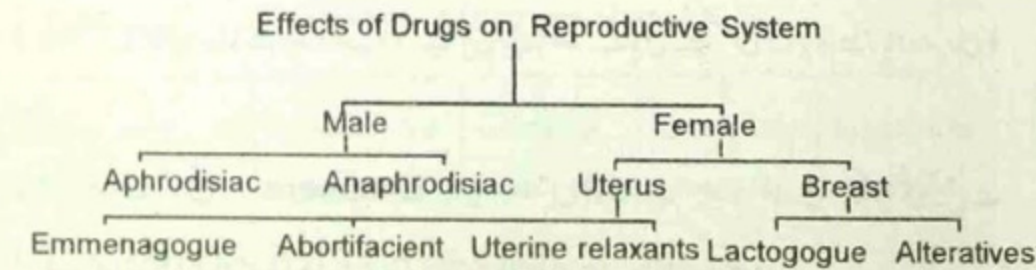 Effects of Drugs on Reproductive System
Male Female
Aphrodisiac Anaphrodisiac Uterus Breast
Emmenagogue Abortifacient Uterine relaxants Lactogogue Alteratives